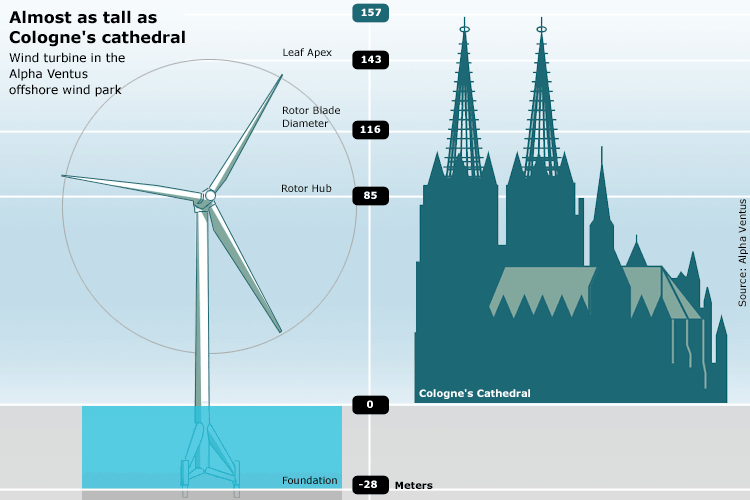 Almost as tall as
Cologne's cathedral
Wind turbine in the
Alpha Ventus
offshore wind park
157
Leaf Apex
143
Rotor Blade
Diameter
116
Rotor Hub
85
Source: Alpha Ventus
Cologne's Cathedral
0
Foundation
-28 Meters